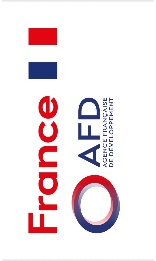 France
AFD
AGENCE FRANÇAISE
DE DÉVELOPPEMENT